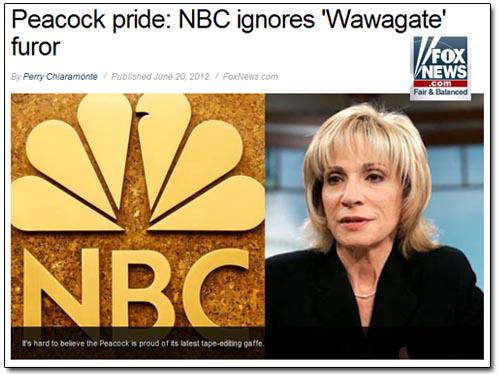 Peacock pride: NBC ignores 'Wawagate'
furor
By Perry Chiaramonte / Published June 20, 2012 / FoxNews.com
FOX
NEWS
.com
Fair & Balanced
NBC
It's hard to believe the Peacock is proud of its latest tape-editing gaffe.